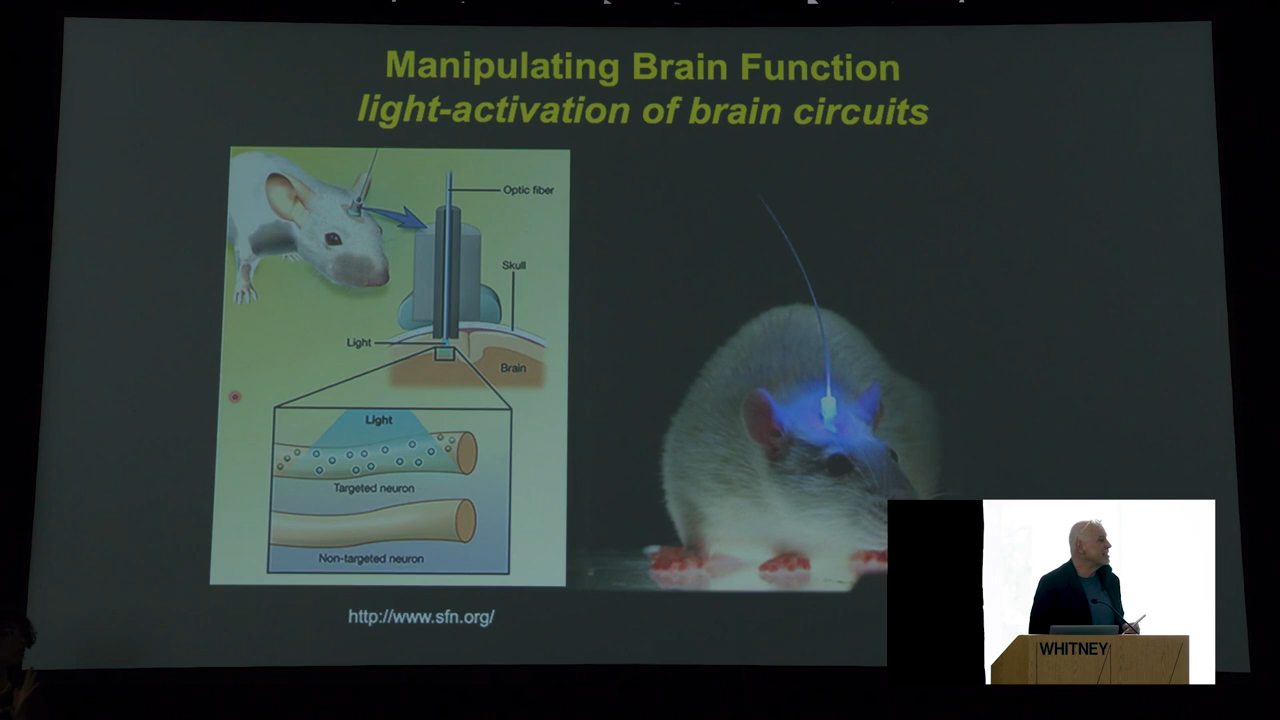 Manipulating Brain Function
light-activation of brain circuits
Optic fiber
Skull
Light
Brain
Light
Targeted neuron
Non-targeted neuron
http://www.sfn.org/
WHITNEY